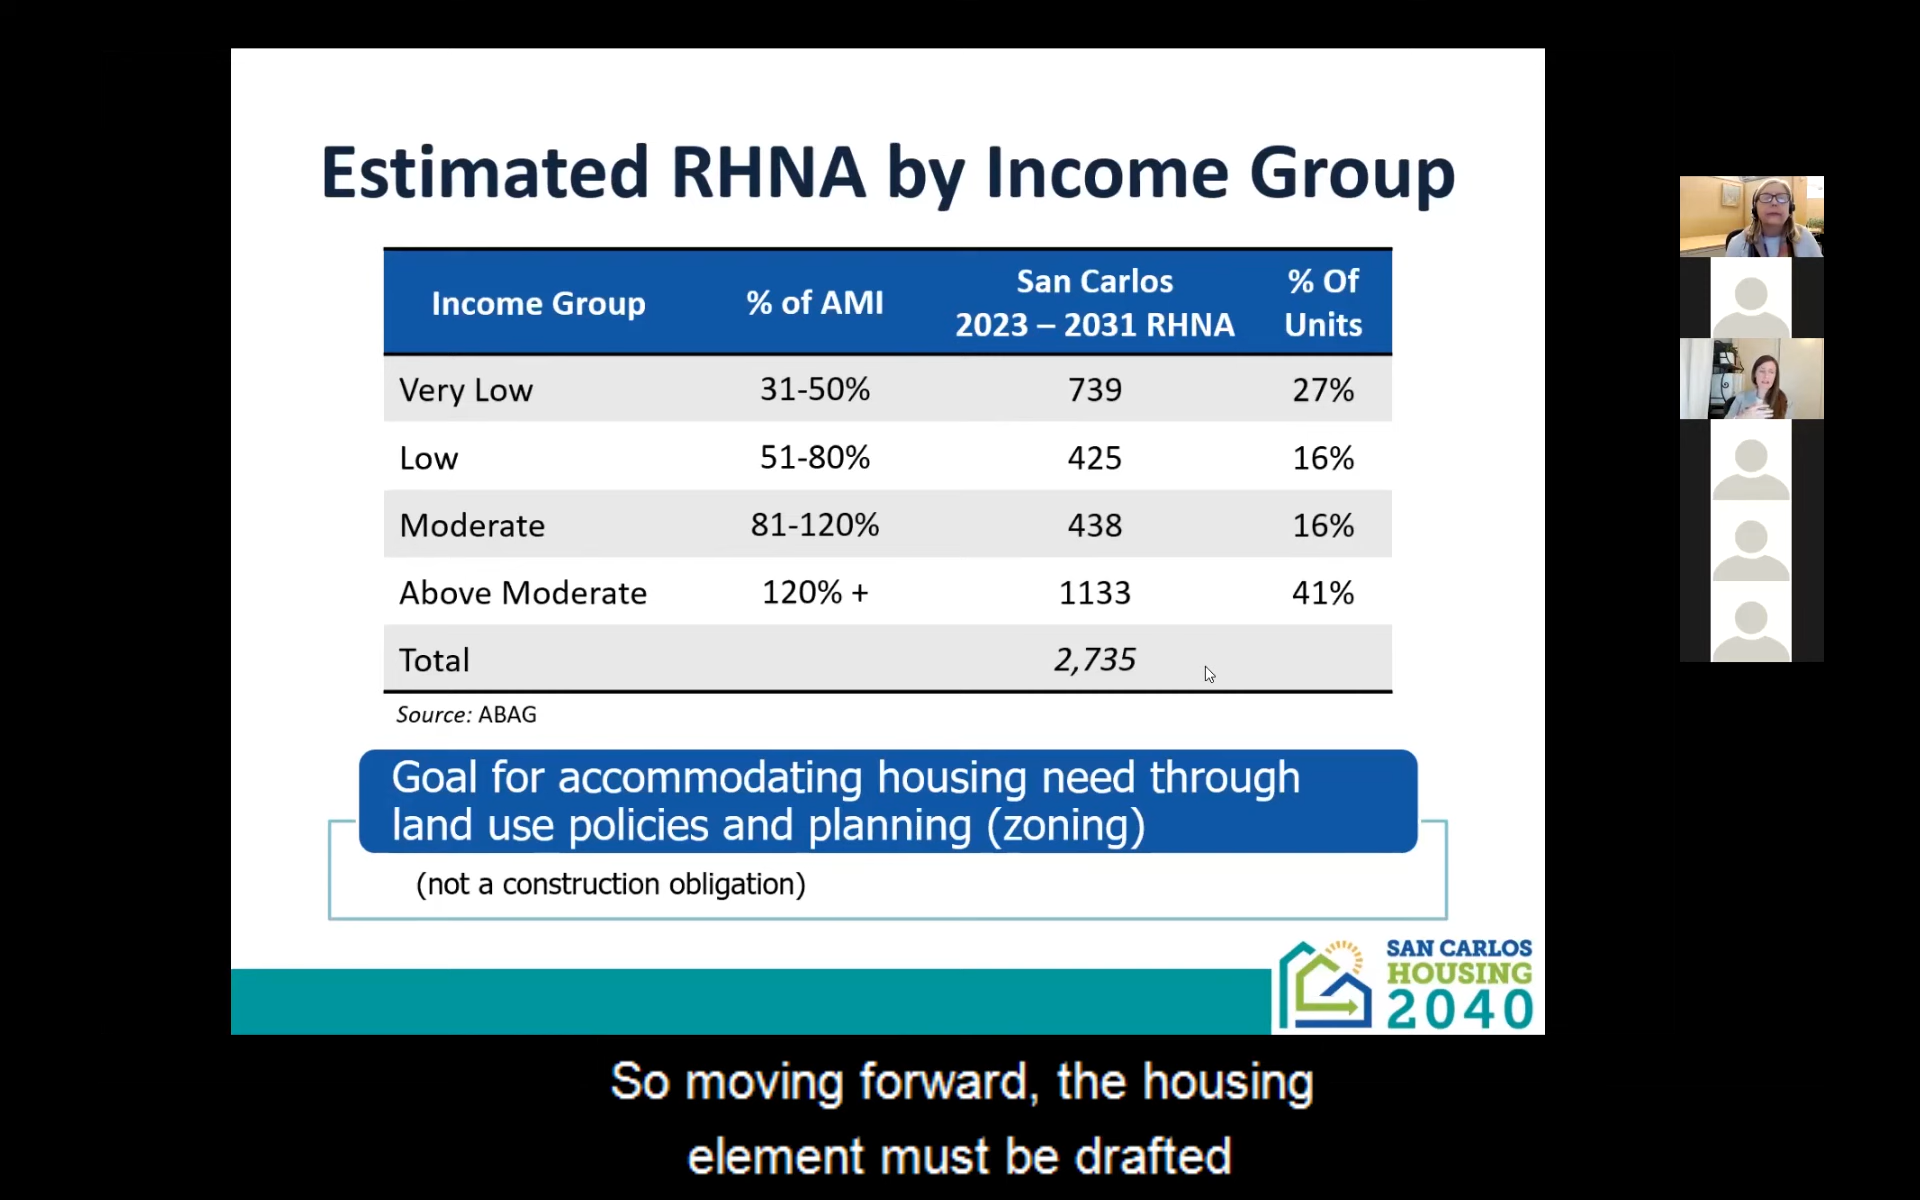 Estimated RHNA by Income Group
Income Group % of AMI San Carlos 2023 – 2031 RHNA % Of Units
Very Low 31-50% 739 27%
Low 51-80% 425 16%
Moderate 81-120% 438 16%
Above Moderate 120% + 1133 41%
Total 2,735
Source: ABAG
Goal for accommodating housing need through
land use policies and planning (zoning)
(not a construction obligation)
SAN CARLOS
HOUSING
2040
So moving forward, the housing
element must be drafted